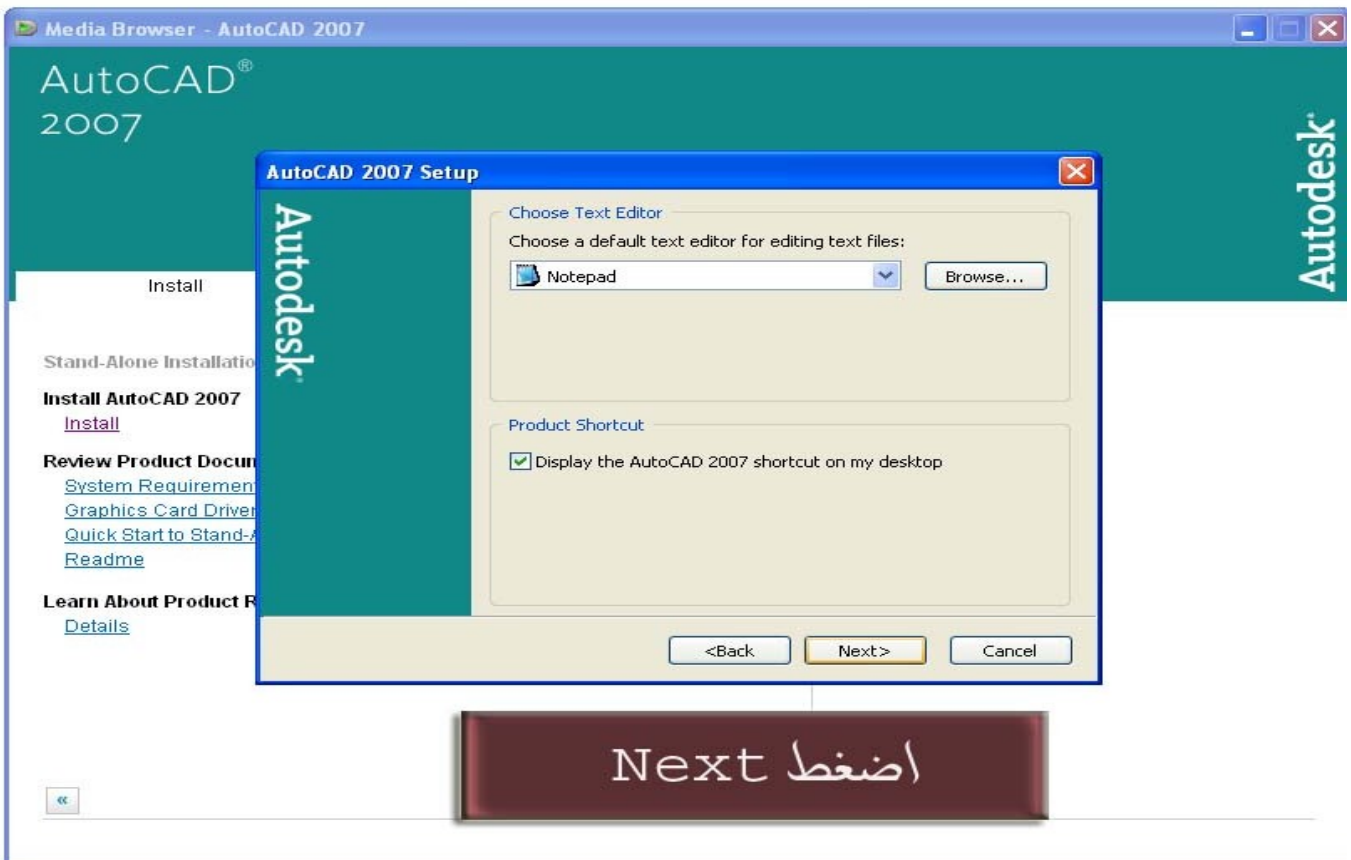 Media Browser - AutoCAD 2007
AutoCAD®
2007
Autodesk
AutoCAD 2007 Setup
Autodesk
Choose Text Editor
Choose a default text editor for editing text files:
Notepad
Browse...
Product Shortcut
Display the AutoCAD 2007 shortcut on my desktop
<Back Next> Cancel
Install
Stand-Alone Installatio
Install AutoCAD 2007
Install
Review Product Docum
System Requirement
Graphics Card Driver
Quick Start to Stand-A
Readme
Learn About Product R
Details
اضغط Next
«